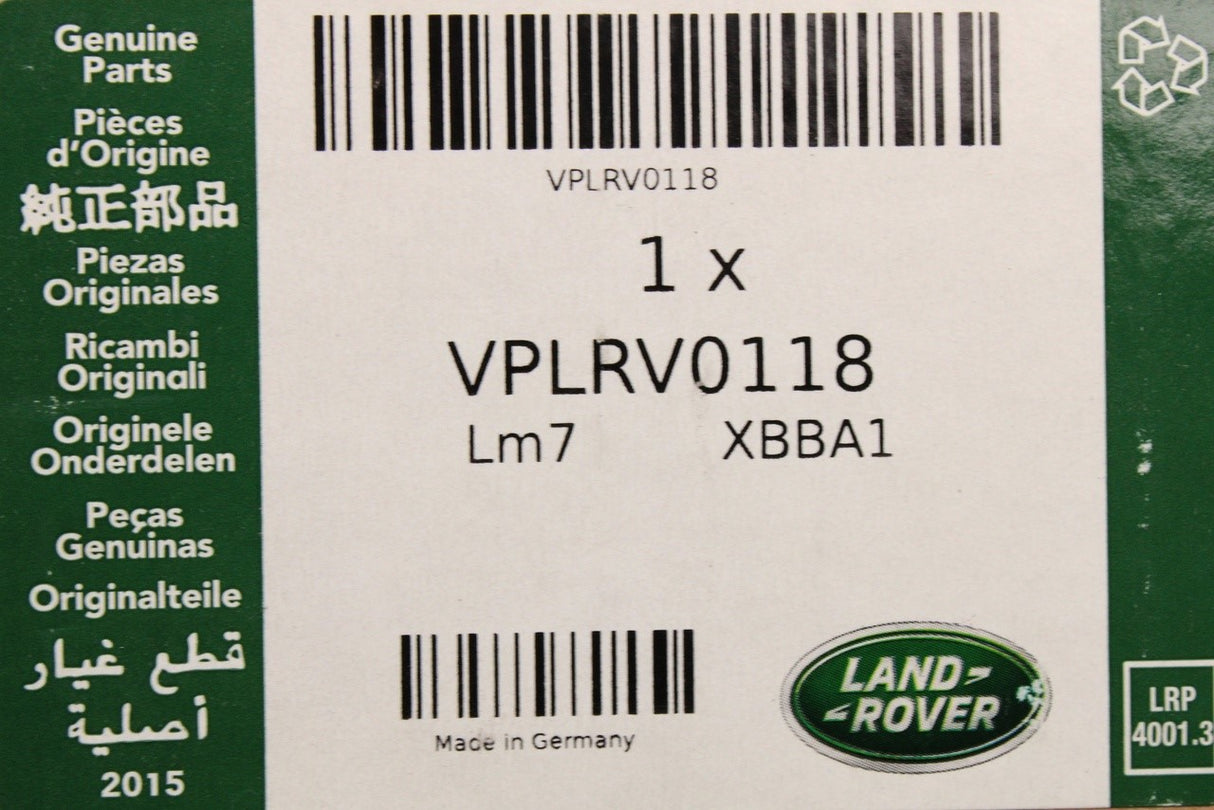 Genuine
Parts
Pièces
d'Origine
純正部品
Piezas
Originales
Ricambi
Originali
Originele
Onderdelen
Peças
Genuinas
Originalteile
قطع غيار
أصلية
2015
VPLRV0118
1 x
VPLRV0118
Lm7 XBBA1
Made in Germany
LAND-
-ROVER
LRP
4001.3